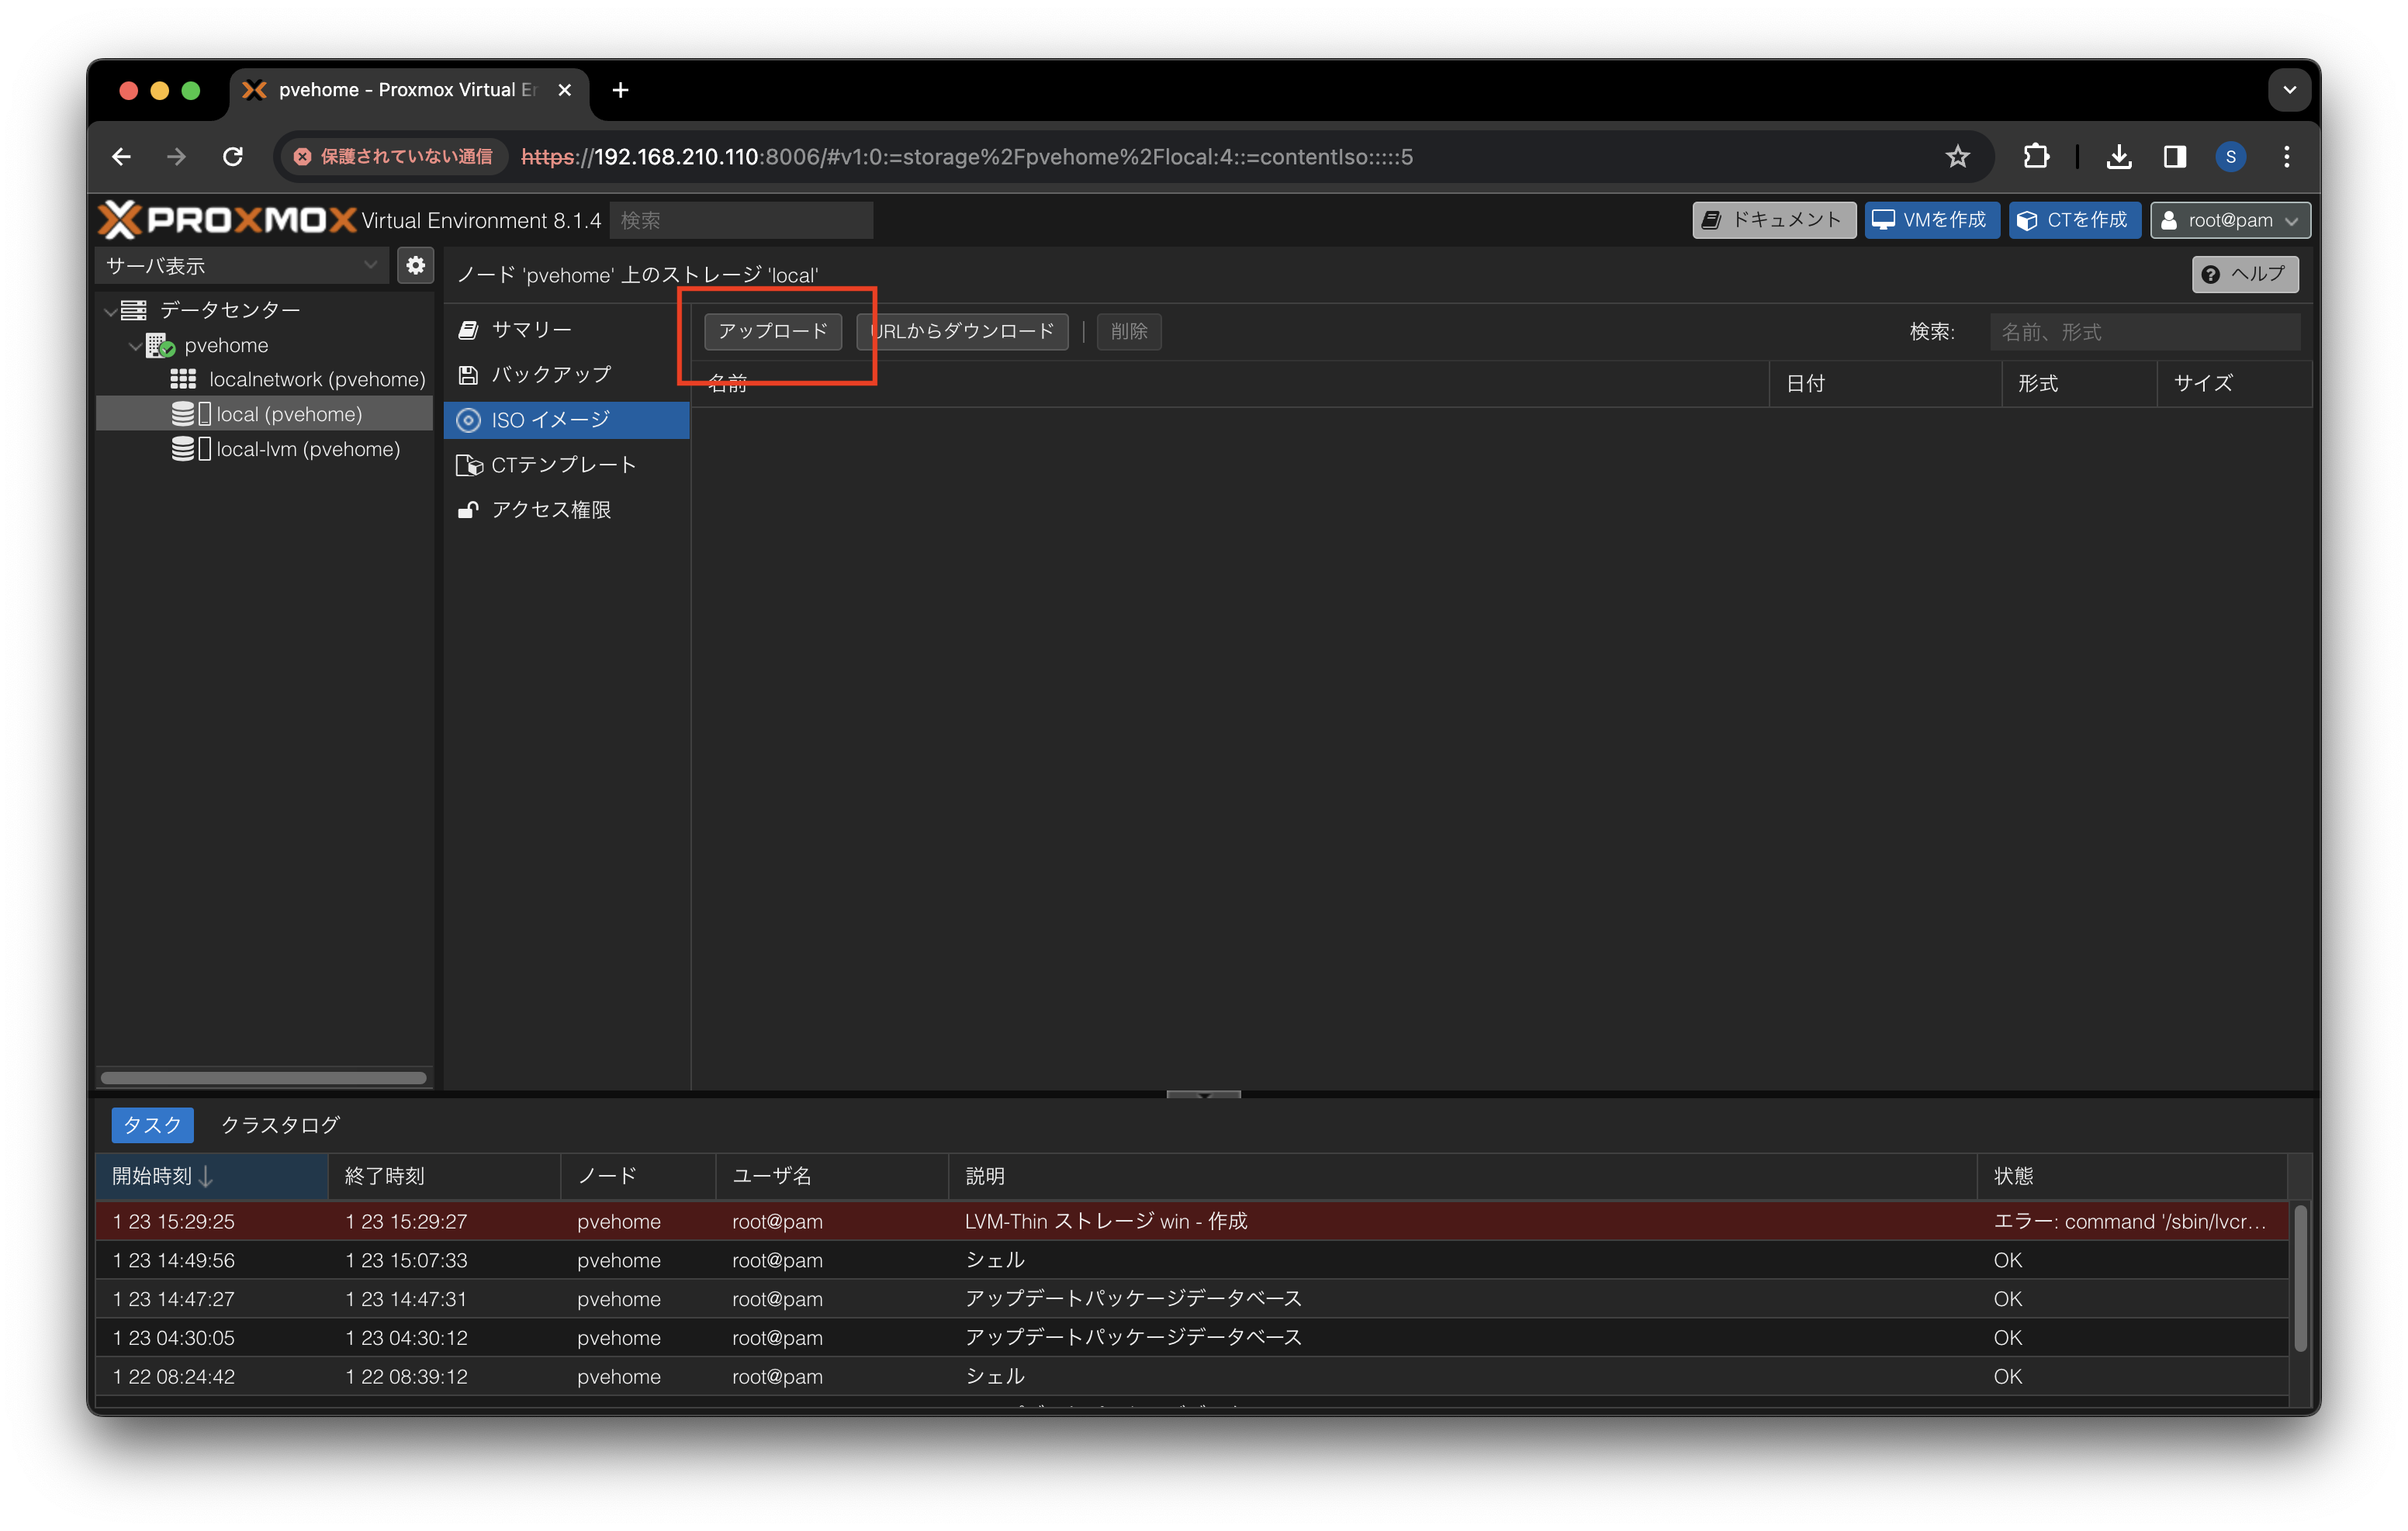 pvehome - Proxmox Virtual Er
保護されていない通信 https://192.168.210.110:8006/#v1:0:=storage%2Fpvehome%2Flocal:4::=contentIso:::::5 S
PROXMOX Virtual Environment 8.1.4 検索 ドキュメント VMを作成 CTを作成 root@pam
サーバ表示
ノード 'pvehome' 上のストレージ 'local' ヘルプ
データセンター
pvehome
localnetwork (pvehome)
local (pvehome)
local-lvm (pvehome)
サマリー
バックアップ
ISO イメージ
CTテンプレート
アクセス権限
アップロード URLからダウンロード | 削除 検索: 名前、形式
名前 日付 形式 サイズ
タスク クラスタログ
開始時刻 終了時刻 ノード ユーザ名 説明 状態
1 23 15:29:25 1 23 15:29:27 pvehome root@pam LVM-Thin ストレージ win - 作成 エラー: command '/sbin/lvcr...
1 23 14:49:56 1 23 15:07:33 pvehome root@pam シェル OK
1 23 14:47:27 1 23 14:47:31 pvehome root@pam アップデートパッケージデータベース OK
1 23 04:30:05 1 23 04:30:12 pvehome root@pam アップデートパッケージデータベース OK
1 22 08:24:42 1 22 08:39:12 pvehome root@pam シェル OK